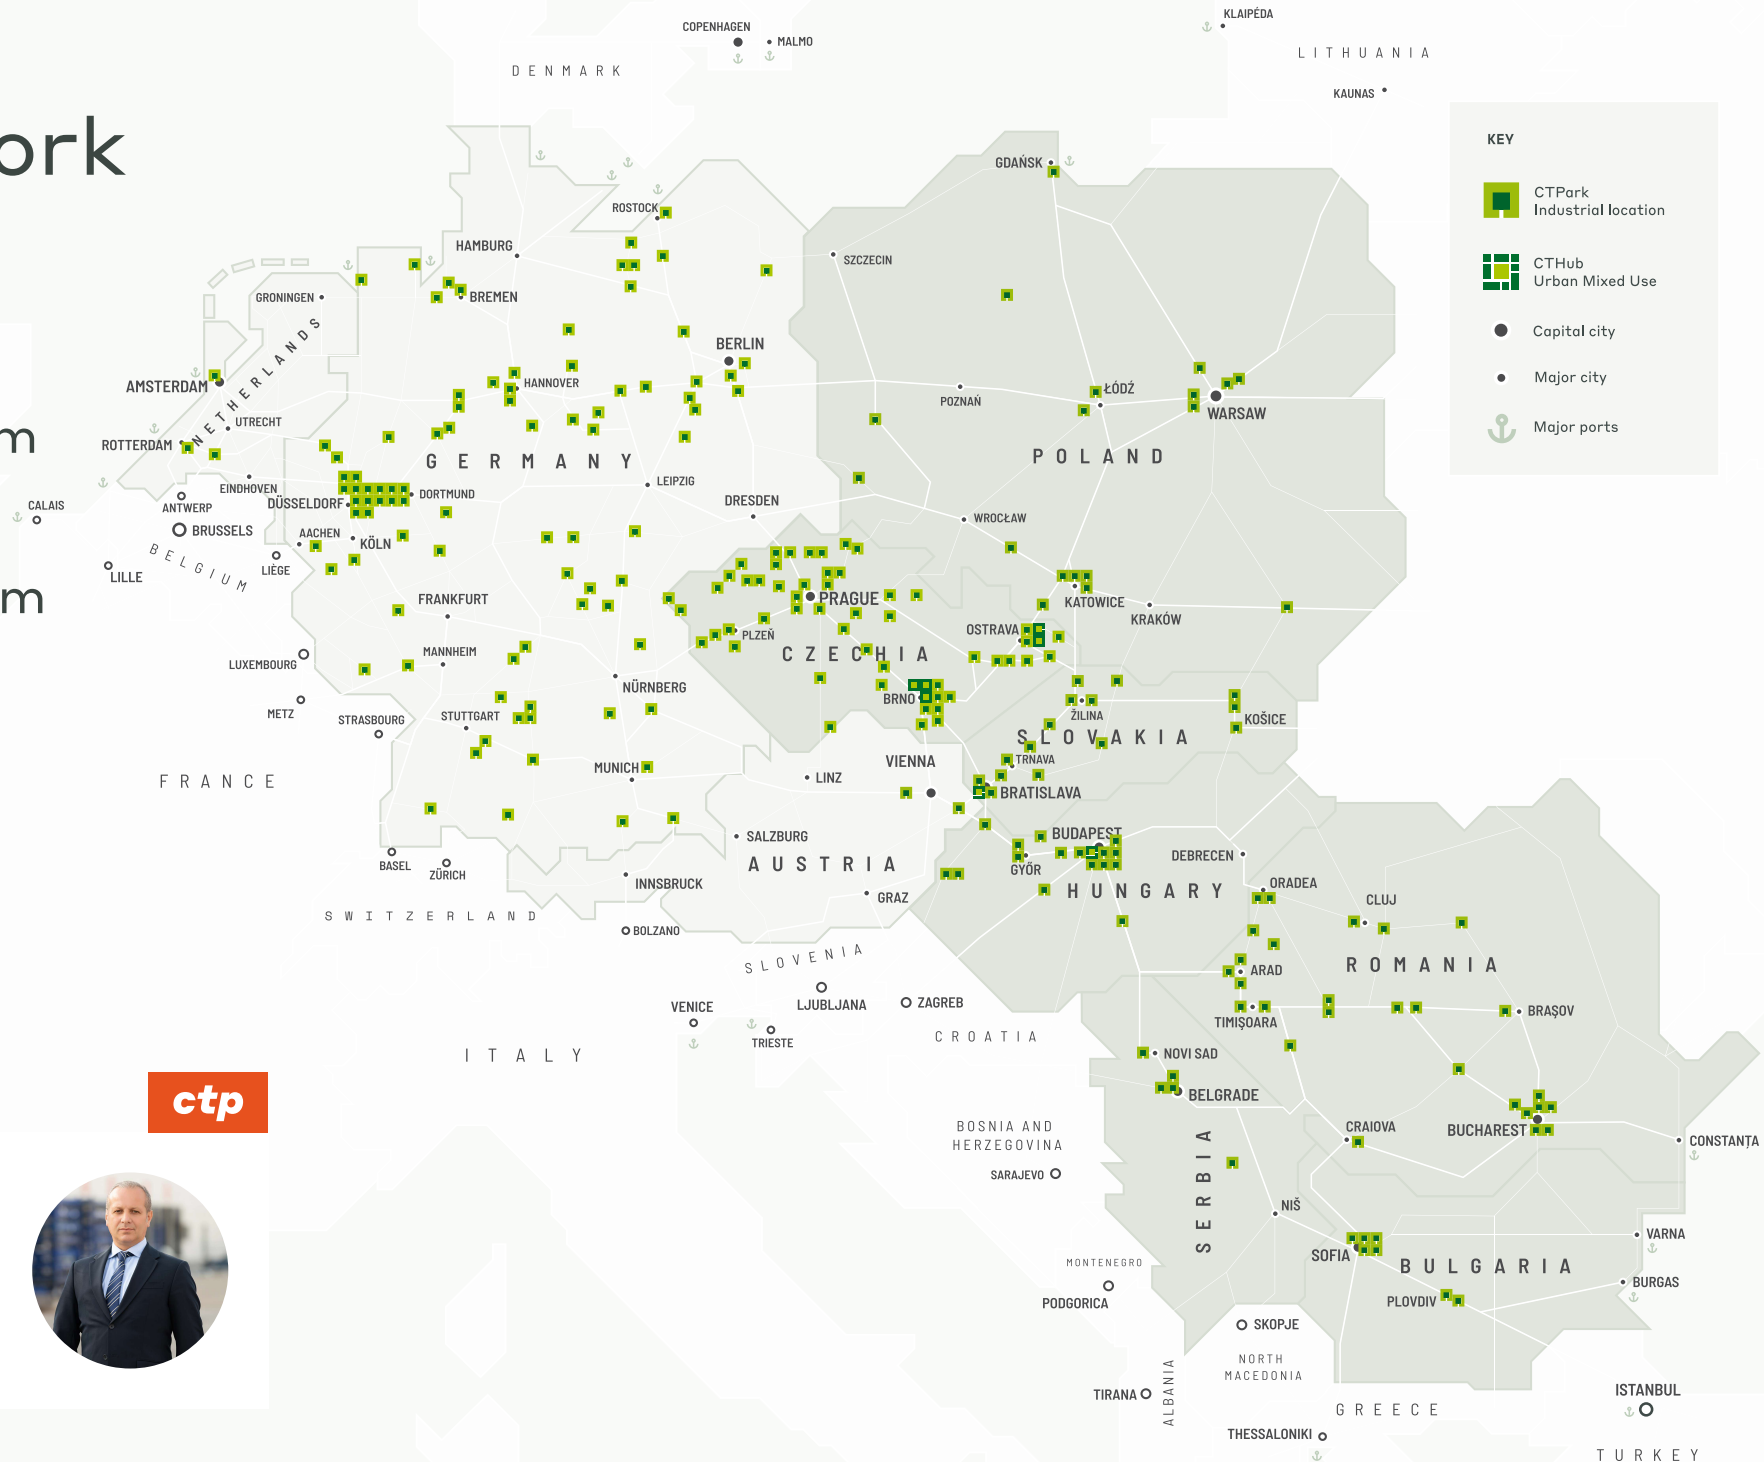 ork
m
m
KEY
CTPark
Industrial location
CTHub
Urban Mixed Use
Capital city
Major city
Major ports
COPENHAGEN
MALMO
KLAIPÉDA
DENMARK
LITHUANIA
KAUNAS
GDAŃSK
ROSTOCK
HAMBURG
SZCZECIN
GRONINGEN
BREMEN
NETHERLANDS
BERLIN
AMSTERDAM
HANNOVER
POZNAŃ
ŁÓDŹ
WARSAW
UTRECHT
ROTTERDAM
GERMANY
POLAND
EINDHOVEN
DORTMUND
LEIPZIG
CALAIS
ANTWERP
DÜSSELDORF
DRESDEN
WROCŁAW
BRUSSELS
AACHEN
KÖLN
BELGIUM
LIÈGE
LILLE
FRANKFURT
PRAGUE
KATOWICE
KRAKÓW
OSTRAVA
PLZEŇ
LUXEMBOURG
MANNHEIM
CZECHIA
NÜRNBERG
BRNO
METZ
STRASBOURG
STUTTGART
ŽILINA
KOŠICE
SLOVAKIA
FRANCE
MUNICH
LINZ
VIENNA
TRNAVA
BRATISLAVA
SALZBURG
BUDAPEST
BASEL
ZÜRICH
AUSTRIA
GYŐR
DEBRECEN
INNSBRUCK
GRAZ
HUNGARY
ORADEA
CLUJ
SWITZERLAND
BOLZANO
SLOVENIA
ROMANIA
ARAD
VENICE
LJUBLJANA
ZAGREB
TIMIȘOARA
BRAȘOV
TRIESTE
CROATIA
ITALY
NOVI SAD
BELGRADE
ctp
BOSNIA AND
HERZEGOVINA
CRAIOVA
BUCHAREST
CONSTANȚA
SARAJEVO
SERBIA
NIŠ
VARNA
SOFIA
BULGARIA
MONTENEGRO
BURGAS
PODGORICA
PLOVDIV
SKOPJE
NORTH
MACEDONIA
TIRANA
ALBANIA
ISTANBUL
GREECE
THESSALONIKI
TURKEY